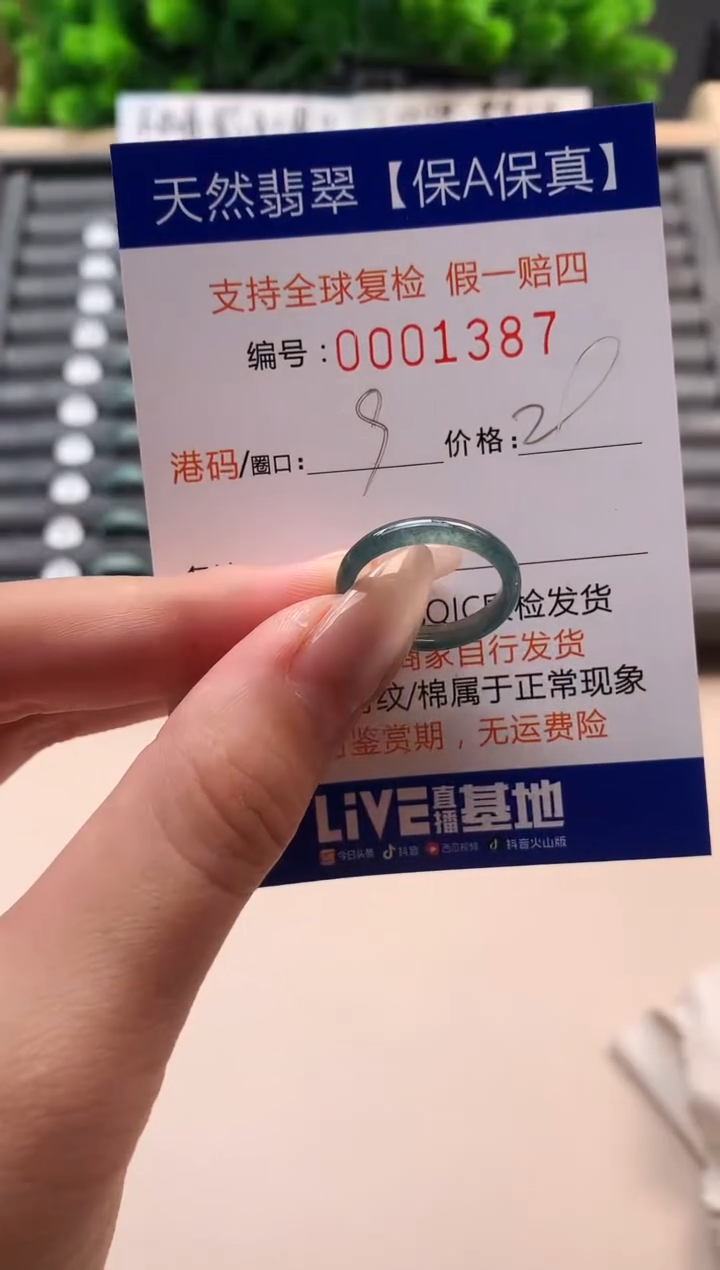 天然翡翠【保A保真】
支持全球复检 假一赔四
编号:0001387
港码/圈口: 9 价格:
QIC质检发货
商家自行发货
纹/棉属于正常现象
鉴赏期，无运费险
LiVE直播基地
今日头条 抖音 西瓜视频 抖音火山版